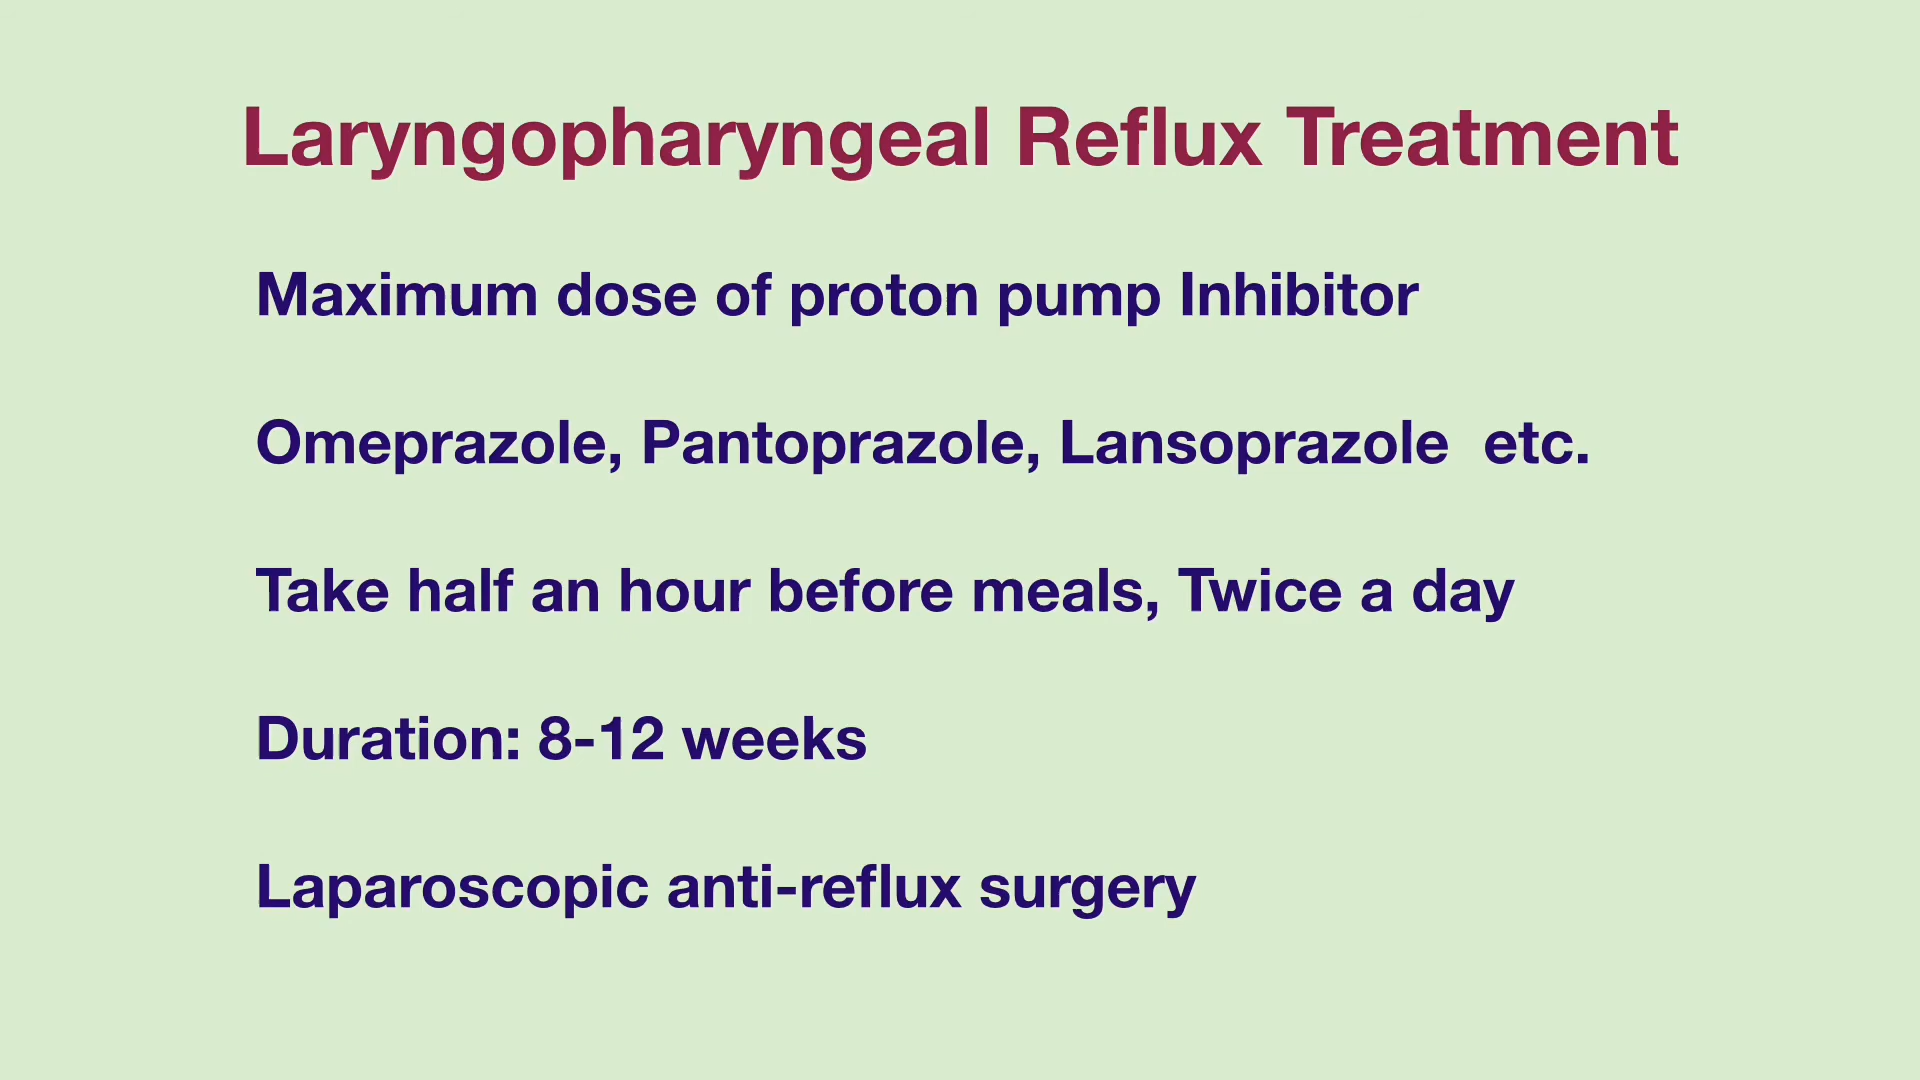 Laryngopharyngeal Reflux Treatment
Maximum dose of proton pump Inhibitor
Omeprazole, Pantoprazole, Lansoprazole  etc.
Take half an hour before meals, Twice a day
Duration: 8-12 weeks
Laparoscopic anti-reflux surgery